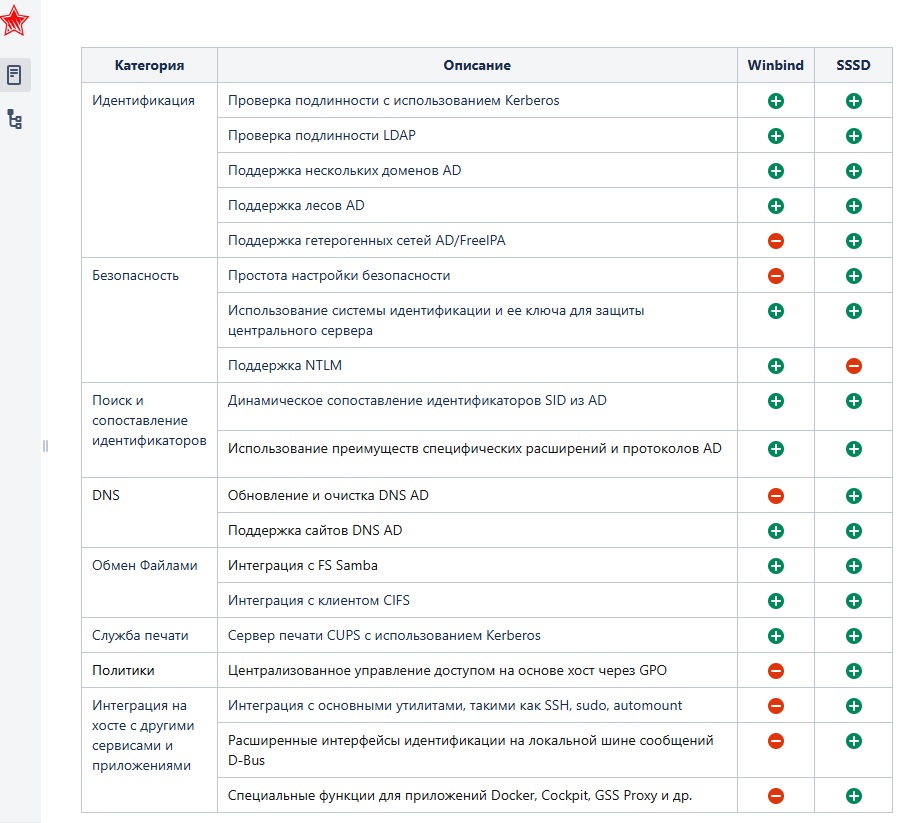 Категория Описание Winbind SSSD
Идентификация Проверка подлинности с использованием Kerberos
Проверка подлинности LDAP
Поддержка нескольких доменов AD
Поддержка лесов AD
Поддержка гетерогенных сетей AD/FreeIPA
Безопасность Простота настройки безопасности
Использование системы идентификации и ее ключа для защиты
центрального сервера
Поддержка NTLM
Поиск и
сопоставление
идентификаторов
Динамическое сопоставление идентификаторов SID из AD
Использование преимуществ специфических расширений и протоколов AD
DNS Обновление и очистка DNS AD
Поддержка сайтов DNS AD
Обмен Файлами Интеграция с FS Samba
Интеграция с клиентом CIFS
Служба печати Сервер печати CUPS с использованием Kerberos
Политики Централизованное управление доступом на основе хост через GPO
Интеграция на
хосте с другими
сервисами и
приложениями
Интеграция с основными утилитами, такими как SSH, sudo, automount
Расширенные интерфейсы идентификации на локальной шине сообщений
D-Bus
Специальные функции для приложений Docker, Cockpit, GSS Proxy и др.